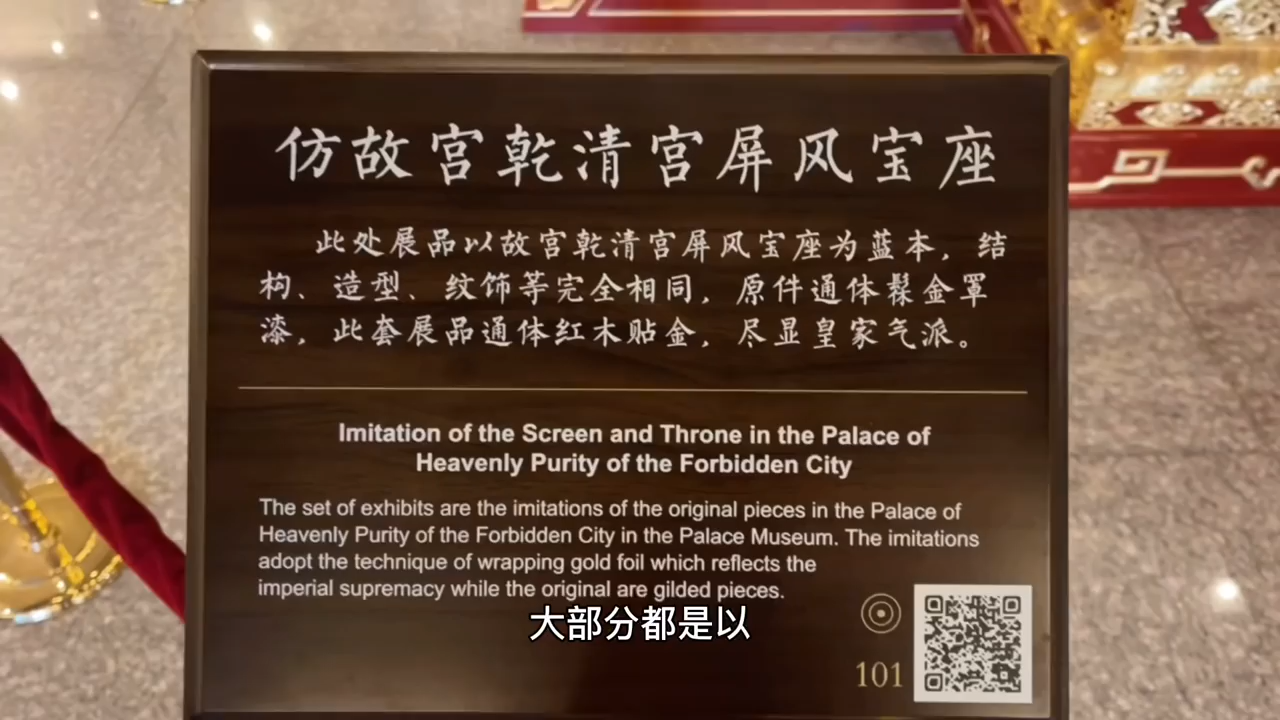 仿故宫乾清宫屏风宝座
此处展品以故宫乾清宫屏风宝座为蓝本，结
构、造型、纹饰等完全相同，原件通体髹金罩
漆，此套展品通体红木贴金，尽显皇家气派。
Imitation of the Screen and Throne in the Palace of
Heavenly Purity of the Forbidden City
The set of exhibits are the imitations of the original pieces in the Palace of
Heavenly Purity of the Forbidden City in the Palace Museum. The imitations
adopt the technique of wrapping gold foil which reflects the
imperial supremacy while the original are gilded pieces.
大部分都是以
101